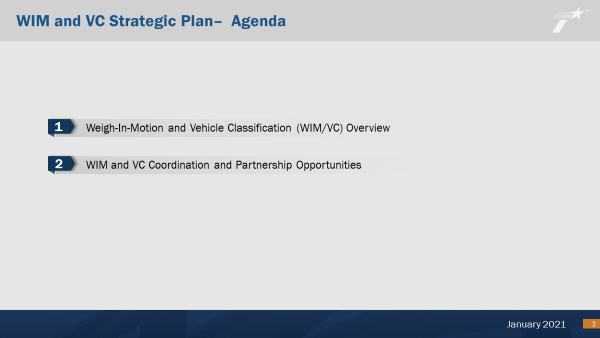 WIM and VC Strategic Plan–  Agenda
1 Weigh-In-Motion and Vehicle Classification (WIM/VC) Overview
2 WIM and VC Coordination and Partnership Opportunities
January 2021 3